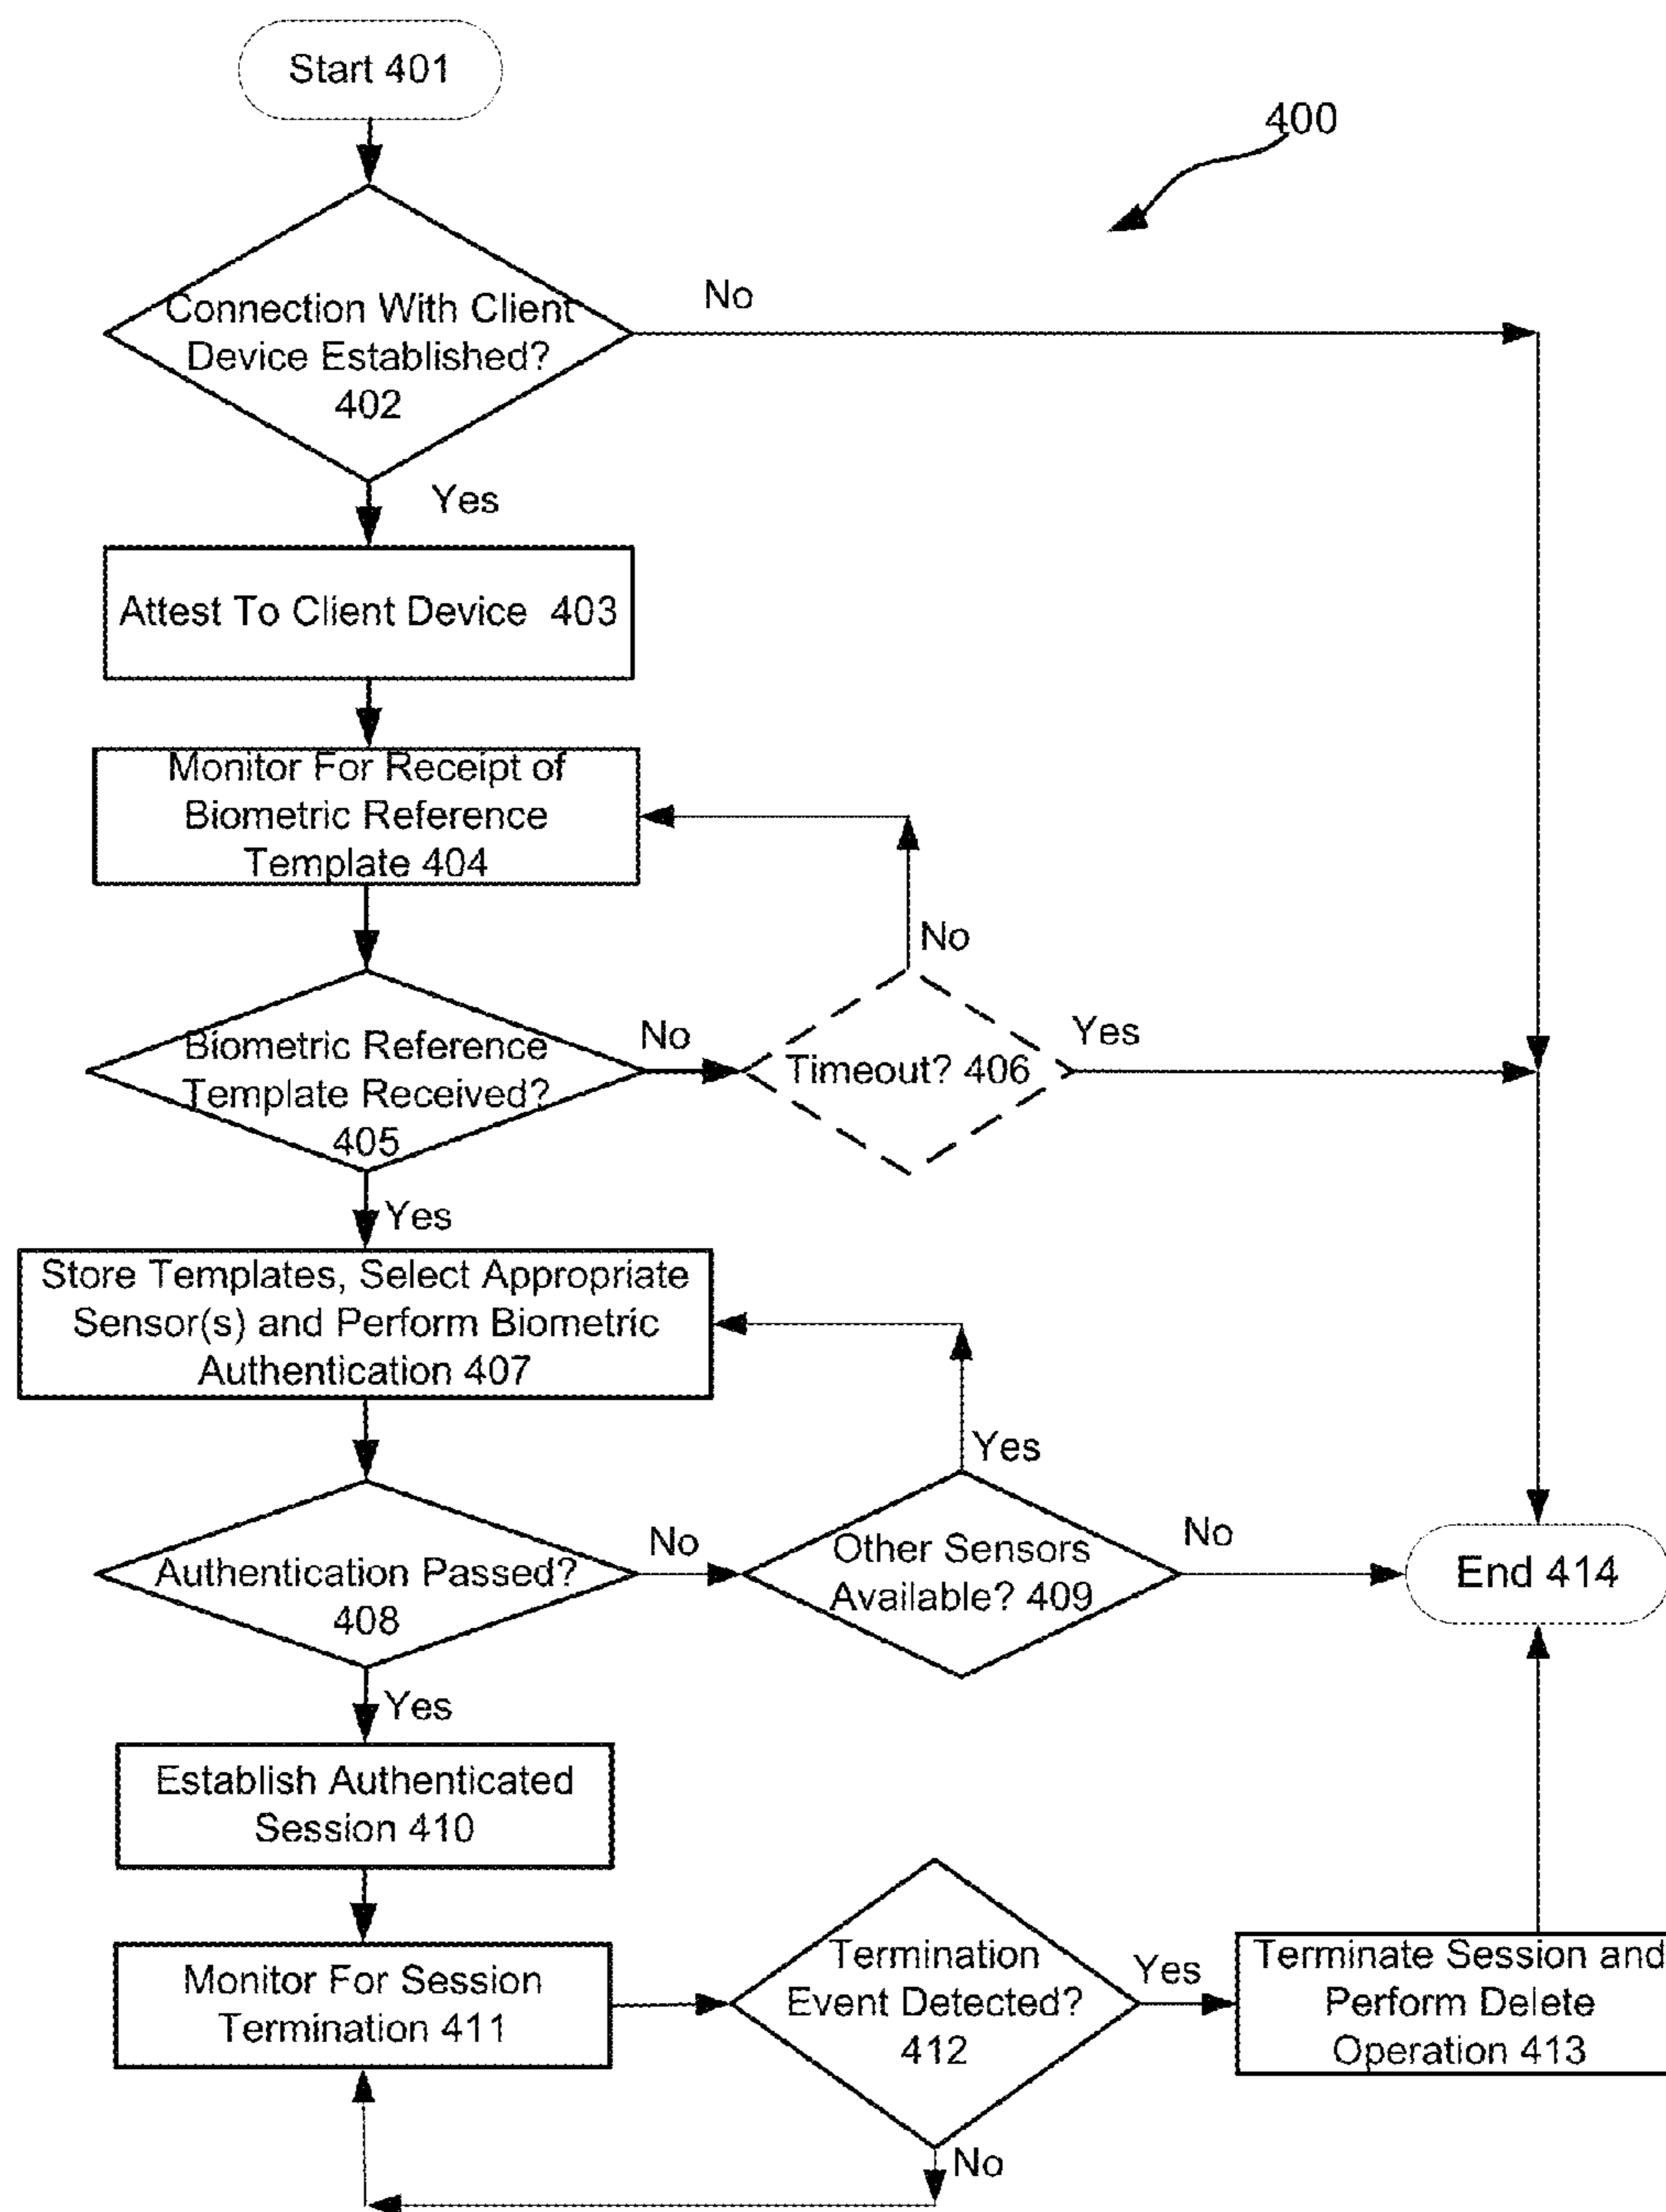 Start 401
400
Connection With Client
Device Established?
402
No
Yes
Attest To Client Device 403
Monitor For Receipt of
Biometric Reference
Template 404
No
Biometric Reference
Template Received?
405
No
Timeout? 406
Yes
Yes
Store Templates, Select Appropriate
Sensor(s) and Perform Biometric
Authentication 407
Yes
Authentication Passed?
408
No
Other Sensors
Available? 409
No
End 414
Yes
Establish Authenticated
Session 410
Monitor For Session
Termination 411
Termination
Event Detected?
412
Yes
Terminate Session and
Perform Delete
Operation 413
No